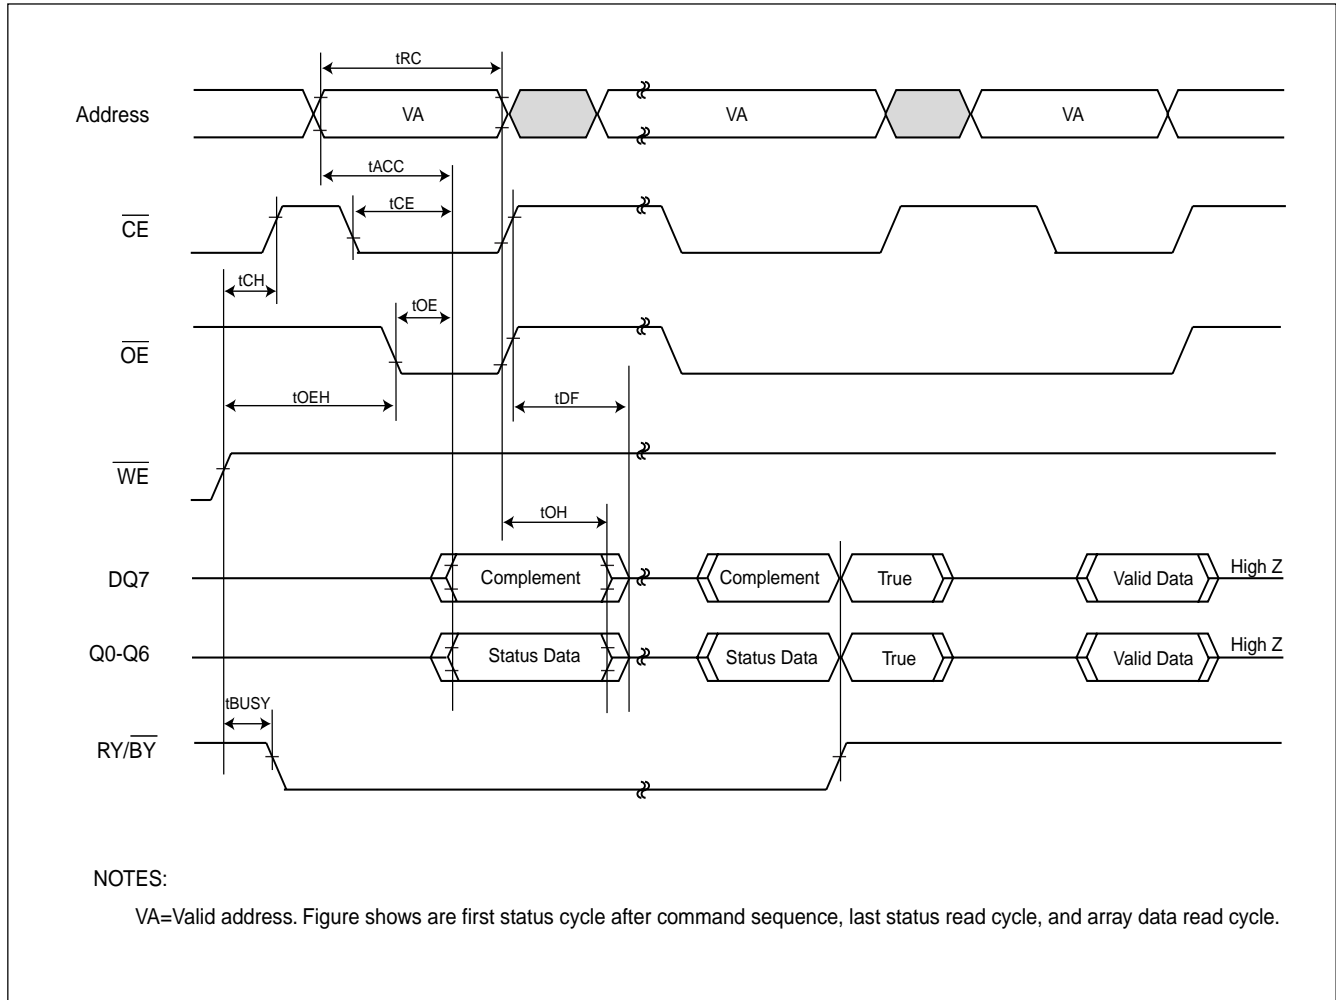 tRC
Address VA VA VA
tACC
tCE
CE
tCH
tOE
OE
tOEH tDF
WE
tOH
DQ7 Complement Complement True Valid Data High Z
Q0-Q6 Status Data Status Data True Valid Data High Z
tBUSY
RY/BY
NOTES:
VA=Valid address. Figure shows are first status cycle after command sequence, last status read cycle, and array data read cycle.